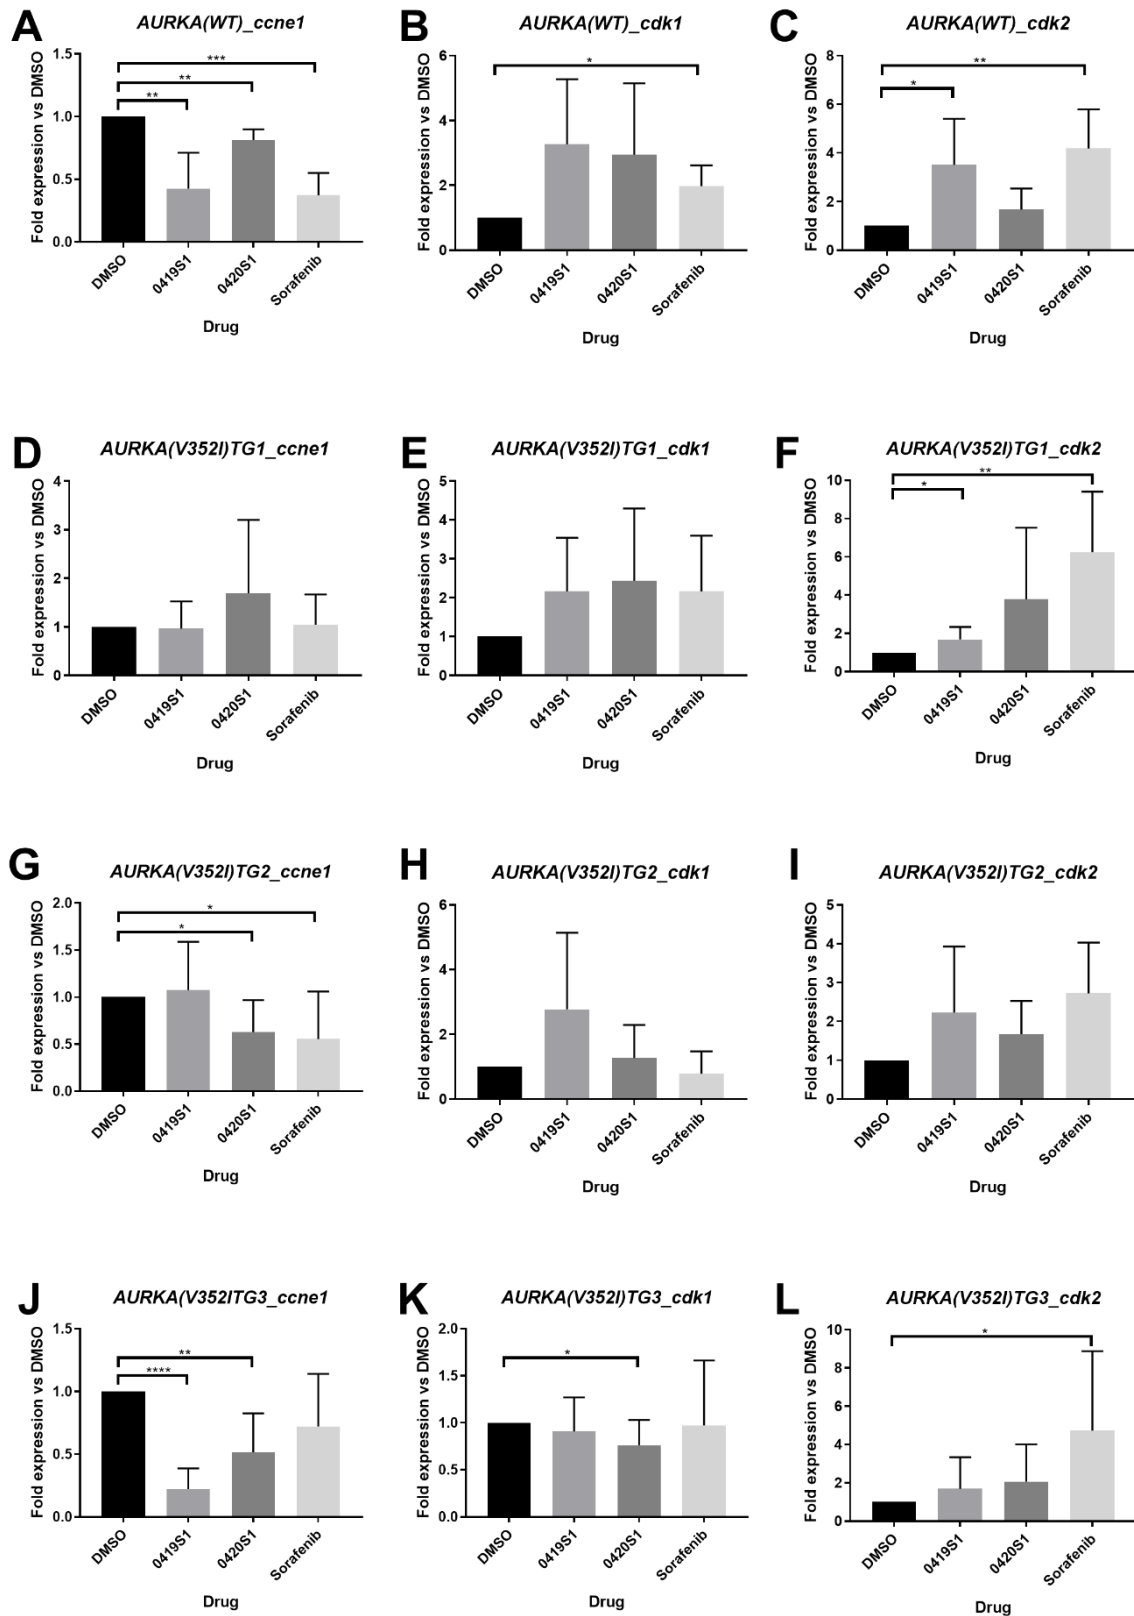 A
AURKA(WT)_ccne1
Fold expression vs DMSO
1.5
1.0
0.5
0.0
***
**
**
DMSO
0419S1
0420S1
Sorafenib
Drug
B
AURKA(WT)_cdk1
Fold expression vs DMSO
6
4
2
0
*
DMSO
0419S1
0420S1
Sorafenib
Drug
C
AURKA(WT)_cdk2
Fold expression vs DMSO
8
6
4
2
0
**
*
DMSO
0419S1
0420S1
Sorafenib
Drug
D
AURKA(V352I)TG1_ccne1
Fold expression vs DMSO
4
3
2
1
0
DMSO
0419S1
0420S1
Sorafenib
Drug
E
AURKA(V352I)TG1_cdk1
Fold expression vs DMSO
5
4
3
2
1
0
DMSO
0419S1
0420S1
Sorafenib
Drug
F
AURKA(V352I)TG1_cdk2
Fold expression vs DMSO
10
8
6
4
2
0
**
*
DMSO
0419S1
0420S1
Sorafenib
Drug
G
AURKA(V352I)TG2_ccne1
Fold expression vs DMSO
2.0
1.5
1.0
0.5
0.0
*
*
DMSO
0419S1
0420S1
Sorafenib
Drug
H
AURKA(V352I)TG2_cdk1
Fold expression vs DMSO
6
4
2
0
DMSO
0419S1
0420S1
Sorafenib
Drug
I
AURKA(V352I)TG2_cdk2
Fold expression vs DMSO
5
4
3
2
1
0
DMSO
0419S1
0420S1
Sorafenib
Drug
J
AURKA(V352ITG3_ccne1
Fold expression vs DMSO
1.5
1.0
0.5
0.0
**
****
DMSO
0419S1
0420S1
Sorafenib
Drug
K
AURKA(V352I)TG3_cdk1
Fold expression vs DMSO
2.0
1.5
1.0
0.5
0.0
*
DMSO
0419S1
0420S1
Sorafenib
Drug
L
AURKA(V352I)TG3_cdk2
Fold expression vs DMSO
10
8
6
4
2
0
*
DMSO
0419S1
0420S1
Sorafenib
Drug